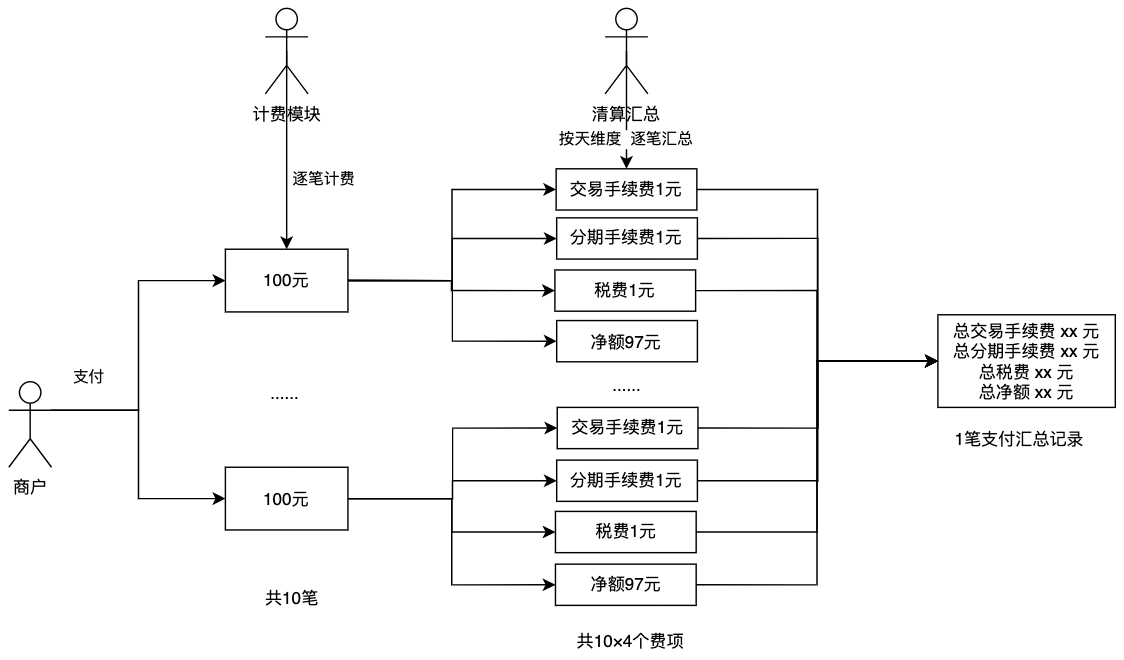 计费模块
清算汇总
按天维度 逐笔汇总
逐笔计费
交易手续费1元
分期手续费1元
100元
税费1元
净额97元
总交易手续费 xx 元
总分期手续费 xx 元
总税费 xx 元
总净额 xx 元
支付
......
......
交易手续费1元
1笔支付汇总记录
分期手续费1元
商户
100元
税费1元
净额97元
共10笔
共10×4个费项